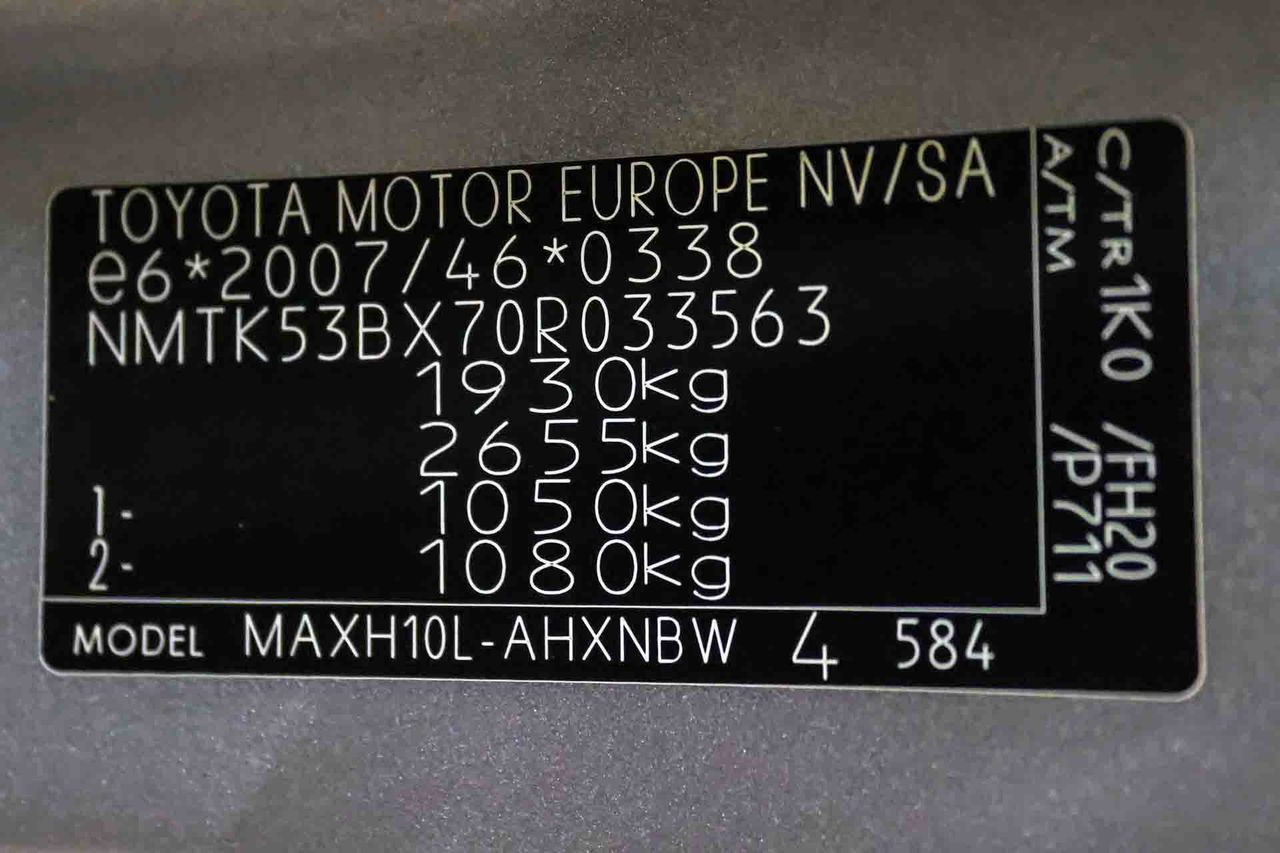 TOYOTA MOTOR EUROPE NV/SA
e6*2007/46*0338
NMTK53BX70R033563
1930kg
2655kg
1- 1050kg
2- 1080kg
MODEL MAXH10L-AHXNBW 4 584
C/TR 1K0 /FH20
A/TM /P711